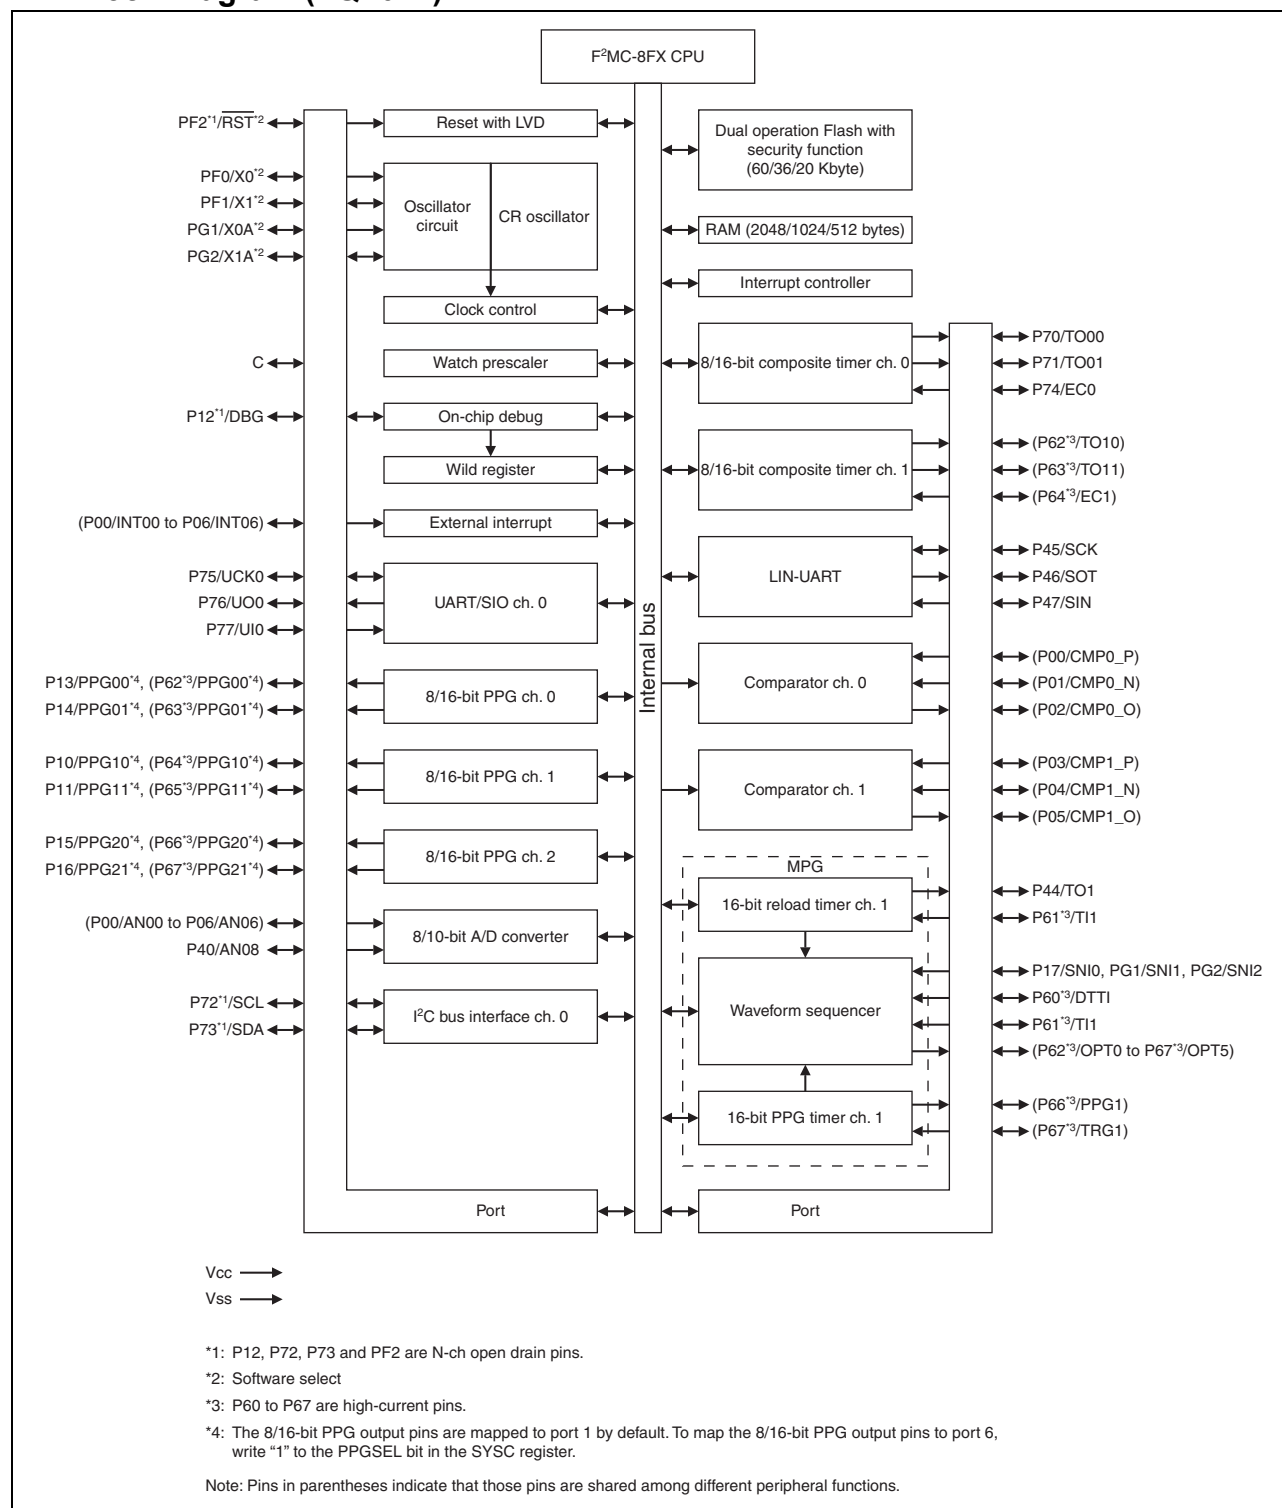 F²MC-8FX CPU
PF2*1/RST*2
Reset with LVD
Dual operation Flash with
security function
(60/36/20 Kbyte)
PF0/X0*2
PF1/X1*2
PG1/X0A*2
PG2/X1A*2
Oscillator
circuit
CR oscillator
RAM (2048/1024/512 bytes)
Interrupt controller
Clock control
C
Watch prescaler
8/16-bit composite timer ch. 0
P70/TO00
P71/TO01
P74/EC0
P12*1/DBG
On-chip debug
Wild register
8/16-bit composite timer ch. 1
(P62*3/TO10)
(P63*3/TO11)
(P64*3/EC1)
(P00/INT00 to P06/INT06)
External interrupt
P75/UCK0
P76/UO0
P77/UI0
UART/SIO ch. 0
LIN-UART
P45/SCK
P46/SOT
P47/SIN
Internal bus
P13/PPG00*4, (P62*3/PPG00*4)
P14/PPG01*4, (P63*3/PPG01*4)
8/16-bit PPG ch. 0
Comparator ch. 0
(P00/CMP0_P)
(P01/CMP0_N)
(P02/CMP0_O)
P10/PPG10*4, (P64*3/PPG10*4)
P11/PPG11*4, (P65*3/PPG11*4)
8/16-bit PPG ch. 1
Comparator ch. 1
(P03/CMP1_P)
(P04/CMP1_N)
(P05/CMP1_O)
P15/PPG20*4, (P66*3/PPG20*4)
P16/PPG21*4, (P67*3/PPG21*4)
8/16-bit PPG ch. 2
MPG
16-bit reload timer ch. 1
P44/TO1
P61*3/TI1
(P00/AN00 to P06/AN06)
P40/AN08
8/10-bit A/D converter
P72*1/SCL
P73*1/SDA
I²C bus interface ch. 0
Waveform sequencer
P17/SNI0, PG1/SNI1, PG2/SNI2
P60*3/DTTI
P61*3/TI1
(P62*3/OPT0 to P67*3/OPT5)
16-bit PPG timer ch. 1
(P66*3/PPG1)
(P67*3/TRG1)
Port
Port
Vcc
Vss
*1: P12, P72, P73 and PF2 are N-ch open drain pins.
*2: Software select
*3: P60 to P67 are high-current pins.
*4: The 8/16-bit PPG output pins are mapped to port 1 by default. To map the 8/16-bit PPG output pins to port 6,
write “1” to the PPGSEL bit in the SYSC register.
Note: Pins in parentheses indicate that those pins are shared among different peripheral functions.